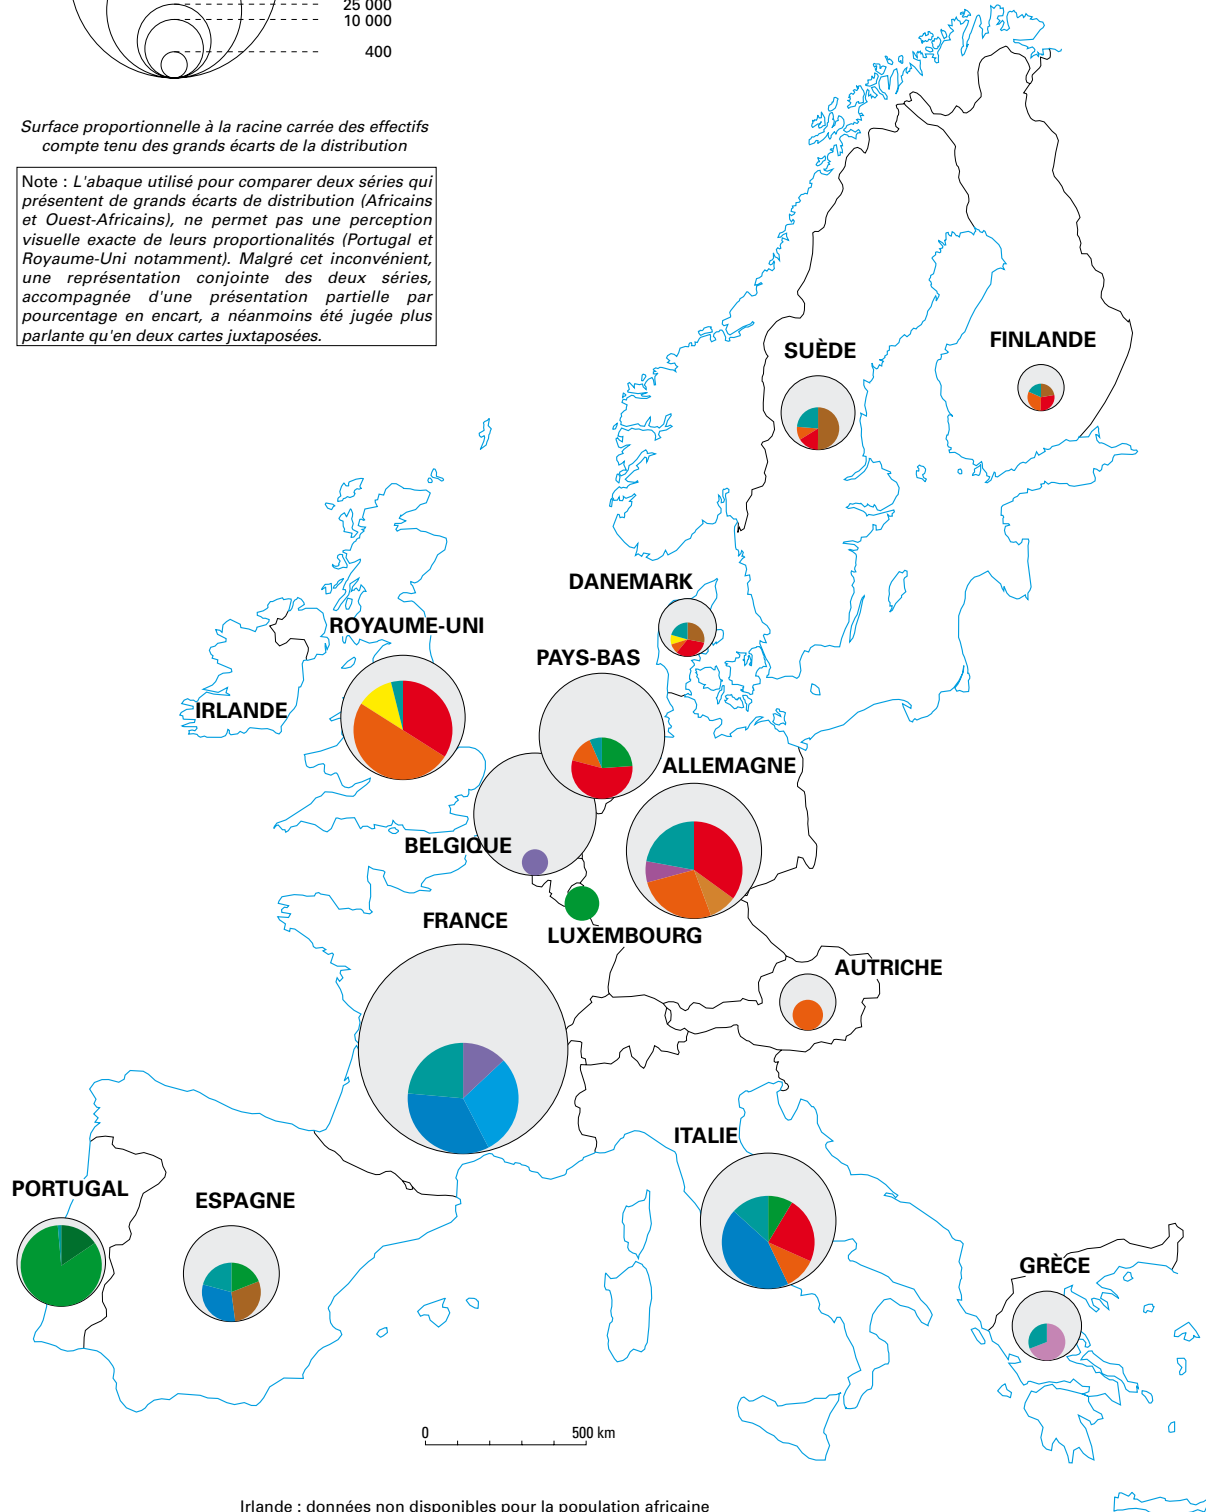 25 000
10 000
400
Surface proportionnelle à la racine carrée des effectifs
compte tenu des grands écarts de la distribution
Note : L'abaque utilisé pour comparer deux séries qui
présentent de grands écarts de distribution (Africains
et Ouest-Africains), ne permet pas une perception
visuelle exacte de leurs proportionalités (Portugal et
Royaume-Uni notamment). Malgré cet inconvénient,
une représentation conjointe des deux séries,
accompagnée d'une présentation partielle par
pourcentage en encart, a néanmoins été jugée plus
parlante qu'en deux cartes juxtaposées.
FINLANDE
SUÈDE
DANEMARK
ROYAUME-UNI
PAYS-BAS
IRLANDE
ALLEMAGNE
BELGIQUE
FRANCE
LUXEMBOURG
AUTRICHE
ITALIE
PORTUGAL
ESPAGNE
GRÈCE
0 500 km
Irlande : données non disponibles pour la population africaine